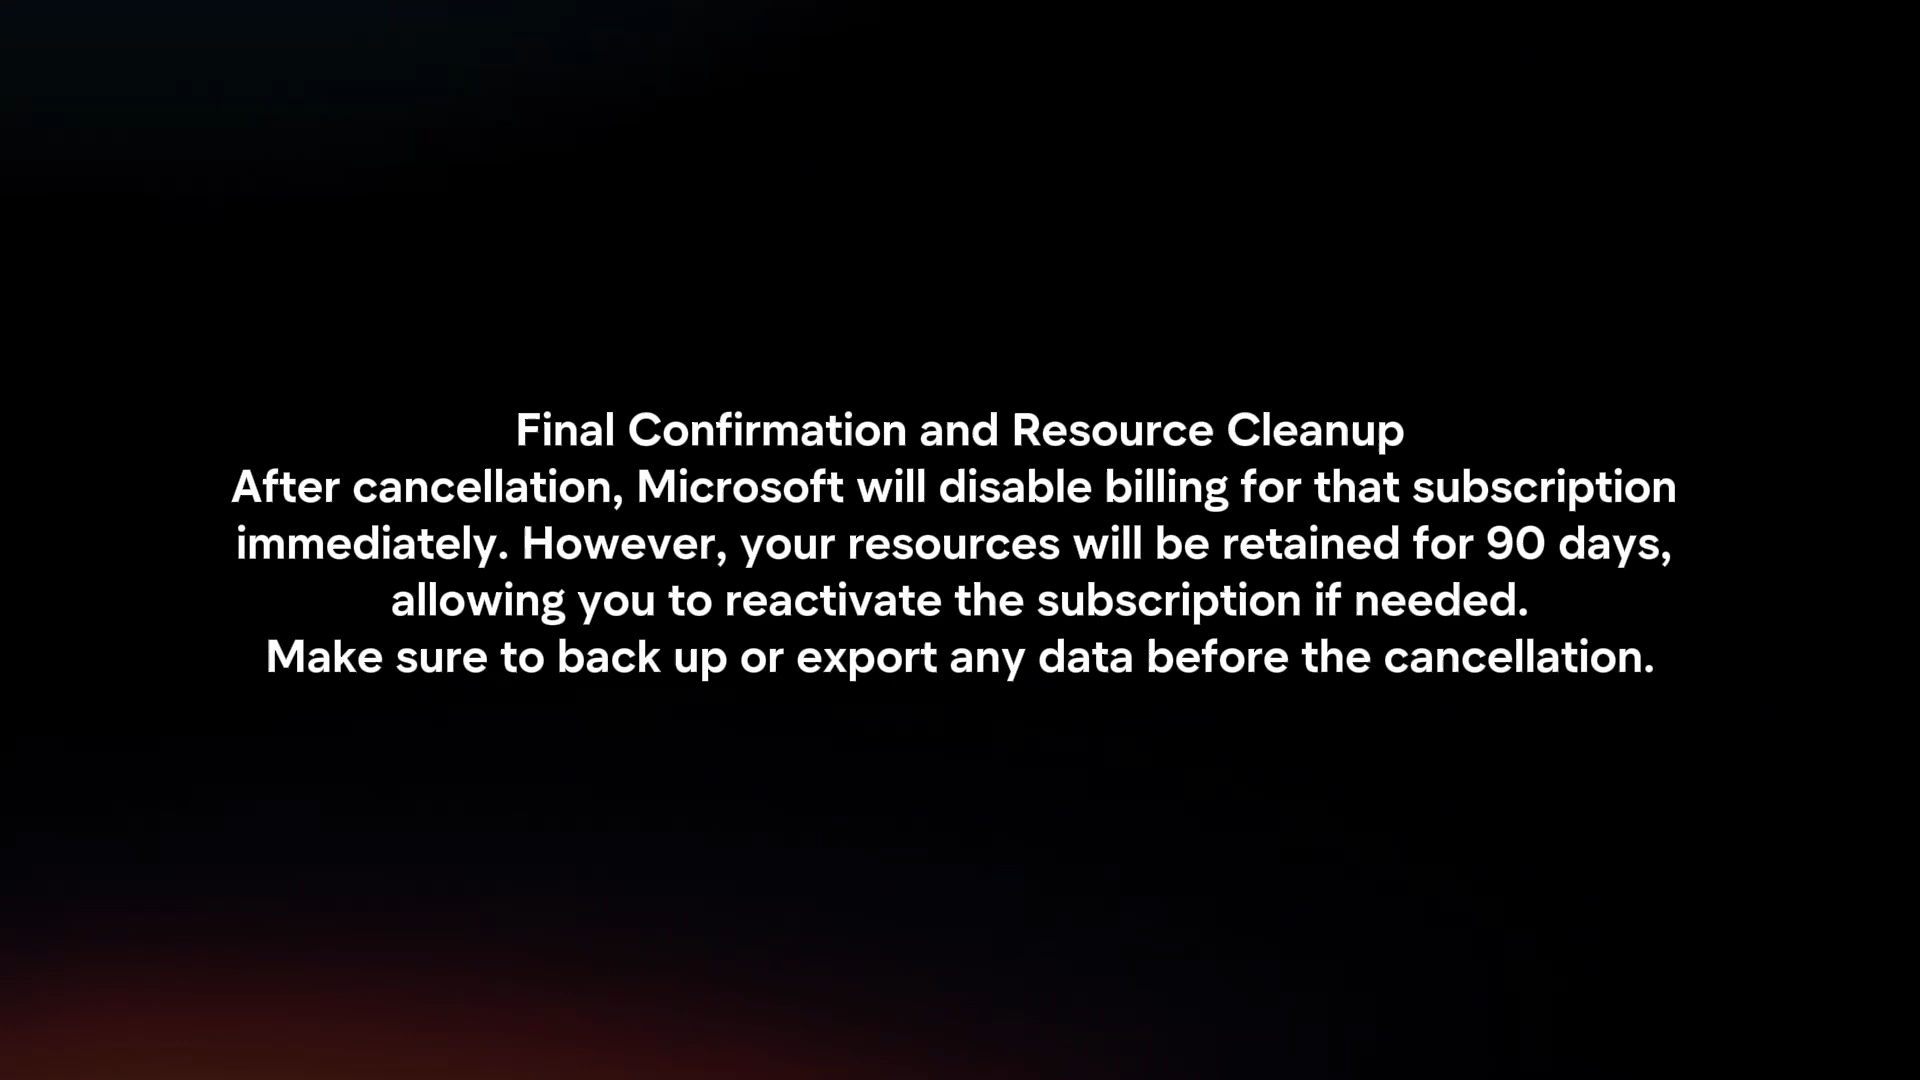 Final Confirmation and Resource Cleanup
After cancellation, Microsoft will disable billing for that subscription
immediately. However, your resources will be retained for 90 days,
allowing you to reactivate the subscription if needed.
Make sure to back up or export any data before the cancellation.